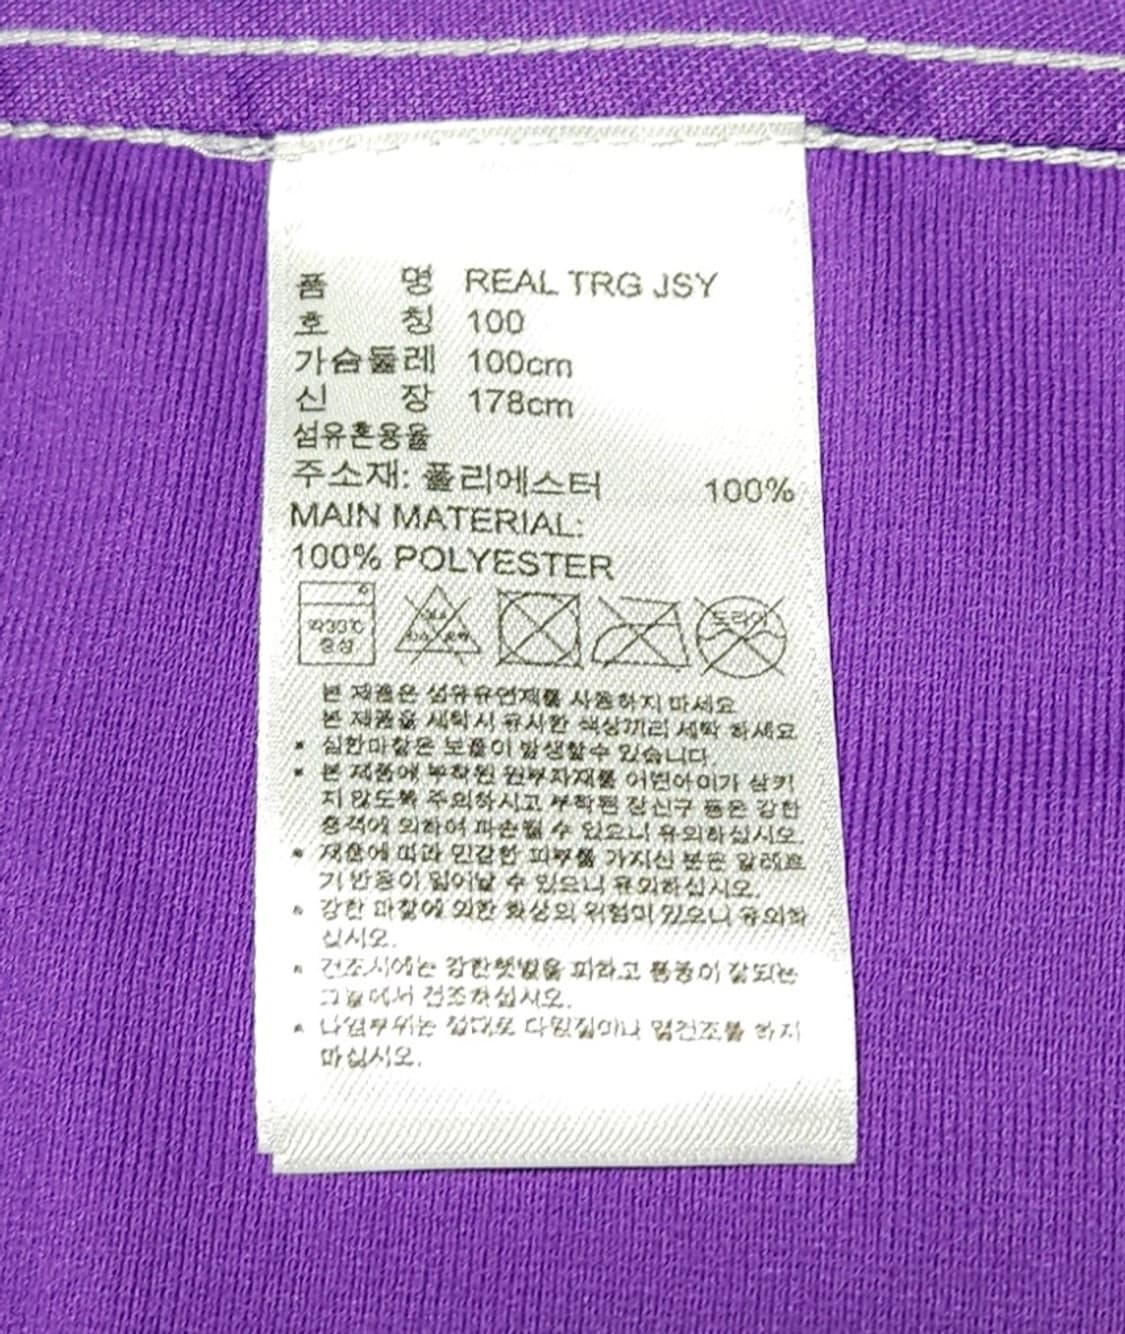 품 명 REAL TRG JSY
호 칭 100
가슴둘레 100cm
신 장 178cm
섬유혼용율
주소재: 폴리에스터 100%
MAIN MATERIAL:
100% POLYESTER
약30℃
중성
드라이
본 제품은 섬유유연제를 사용하지 마세요
본 제품을 세탁시 유사한 색상끼리 세탁 하세요
* 심한마찰은 보풀이 발생할수 있습니다.
* 본 제품에 부착된 원부자재를 어린아이가 삼키
지 않도록 주의하시고 부착된 장신구 등은 강한
충격에 의하여 파손될 수 있으니 유의하십시오.
* 재촌에 따라 민감한 피부를 가지신 분은 알레르
기 반응이 일어날 수 있으니 유의하십시오.
* 강한 마찰에 의한 화상의 위험이 있으니 유의하
십시오.
* 건조시에는 강한햇빛을 피하고 통풍이 잘되는
그늘에서 건조하십시오.
* 나염부위는 다림질이나 열건조를 하지
마십시오.